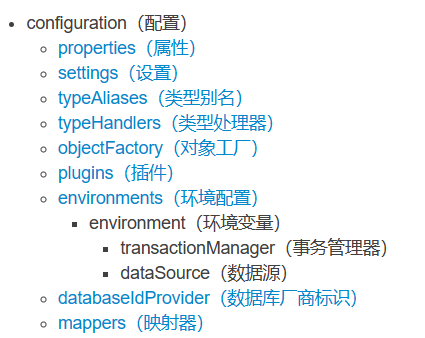 configuration（配置）
properties（属性）
settings（设置）
typeAliases（类型别名）
typeHandlers（类型处理器）
objectFactory（对象工厂）
plugins（插件）
environments（环境配置）
environment（环境变量）
transactionManager（事务管理器）
dataSource（数据源）
databaseIdProvider（数据库厂商标识）
mappers（映射器）